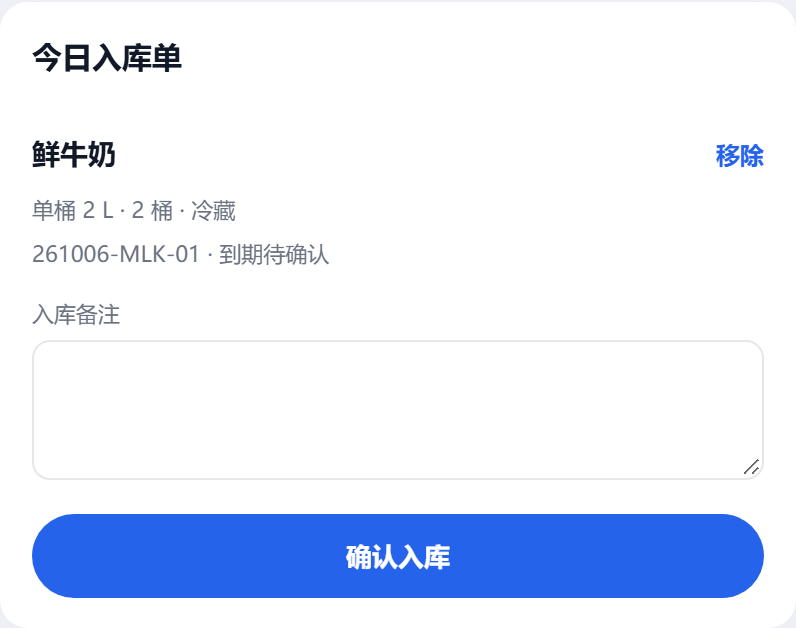 今日入库单
鲜牛奶
移除
单桶 2 L · 2 桶 · 冷藏
261006-MLK-01 · 到期待确认
入库备注
确认入库